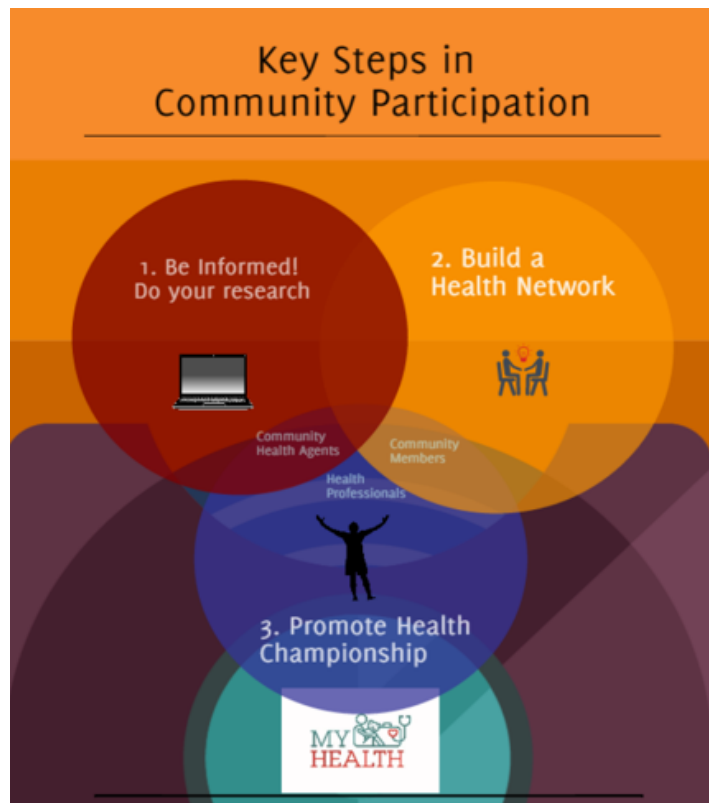 Key Steps in
Community Participation
1. Be Informed!
Do your research
2. Build a
Health Network
Community
Health Agents
Community
Members
Health
Professionals
3. Promote Health
Championship
MY
HEALTH